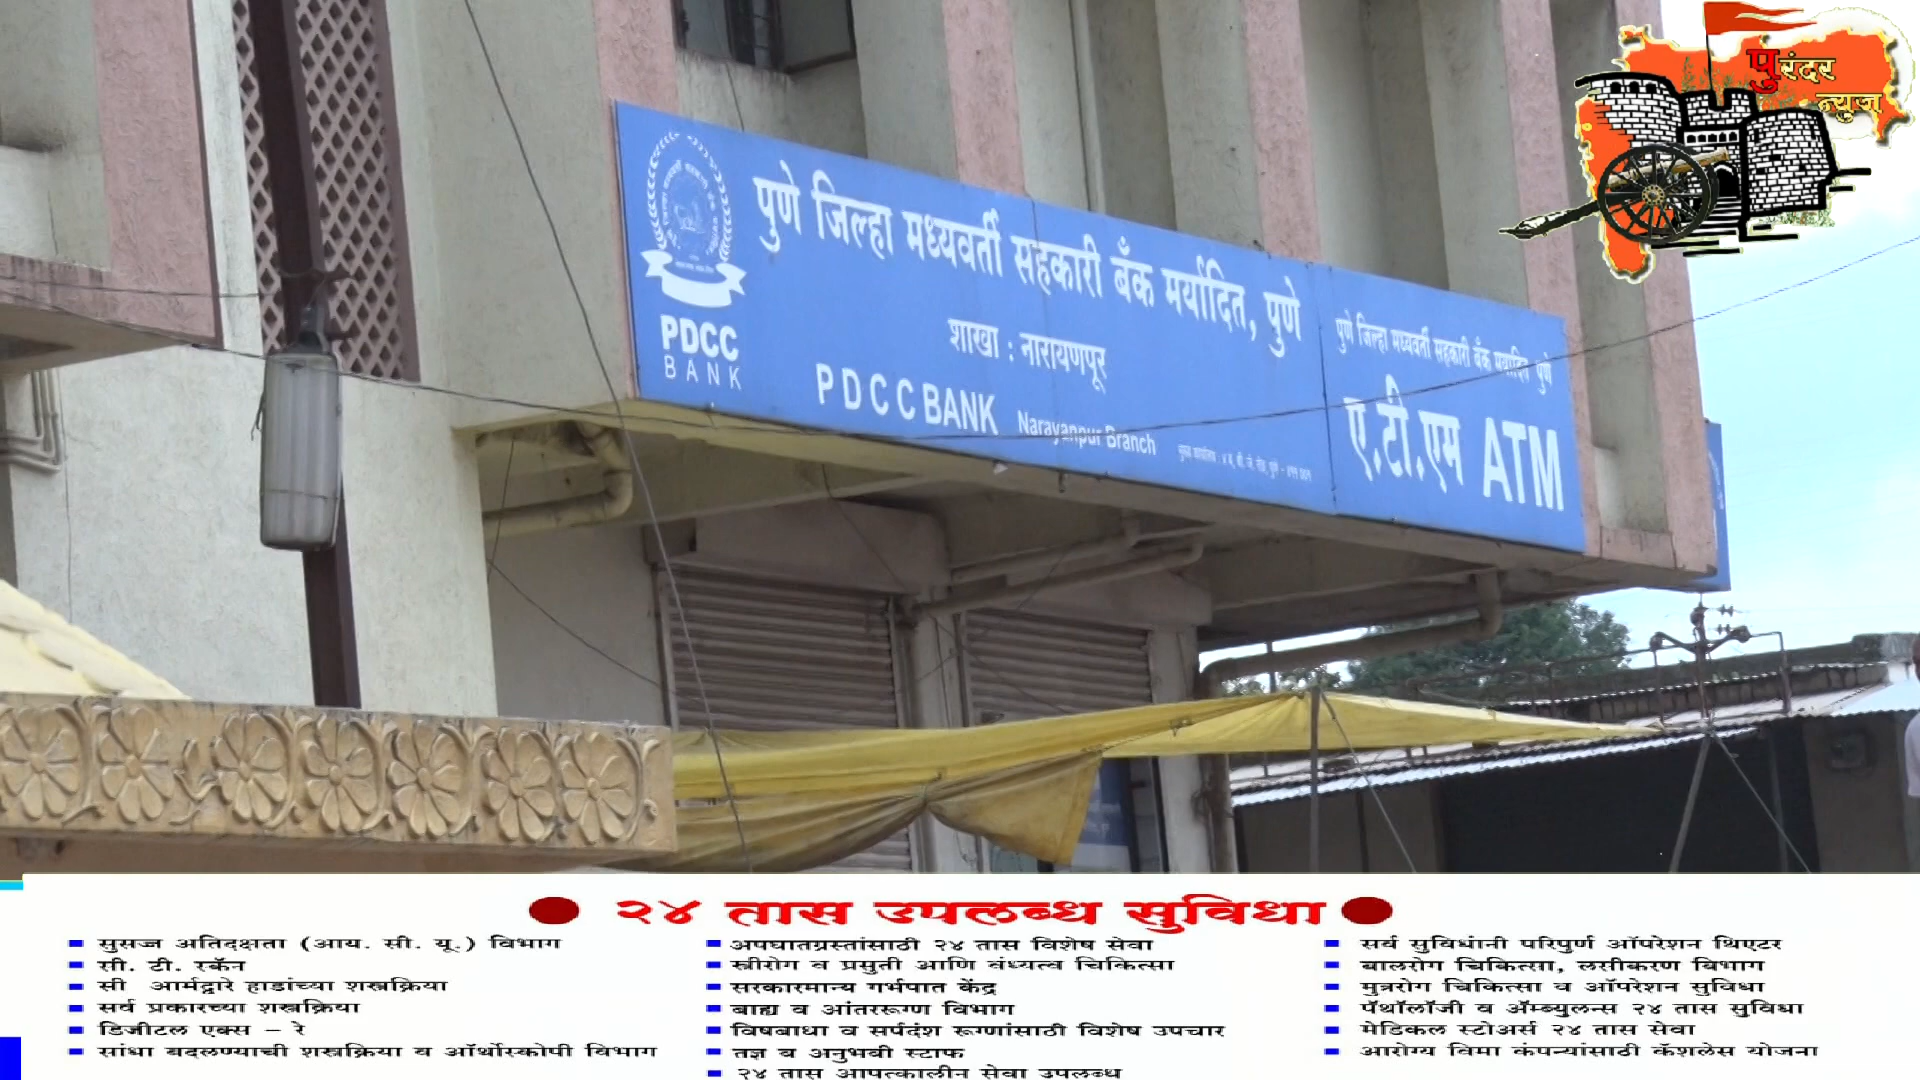 पुरंदर
न्युज
पुणे जिल्हा मध्यवर्ती सहकारी बँक मर्यादित, पुणे
शाखा : नारायणपूर
PDCC BANK Narayanpur Branch
PDCC
BANK
पुणे जिल्हा मध्यवर्ती सहकारी बँक मर्यादित पुणे
ए.टी.एम ATM
२४ तास उपलब्ध सुविधा
सुसज्ज अतिदक्षता (आय. सी. यू.) विभाग
सी. टी. स्कॅन
सी आर्मद्वारे हाडांच्या शस्त्रक्रिया
सर्व प्रकारच्या शस्त्रक्रिया
डिजीटल एक्स – रे
सांधा बदलण्याची शस्त्रक्रिया व ऑर्थोस्कोपी विभाग
अपघातग्रस्तांसाठी २४ तास विशेष सेवा
स्त्रीरोग व प्रसुती आणि वंध्यत्व चिकित्सा
सरकारमान्य गर्भपात केंद्र
बाह्य व आंतररूग्ण विभाग
विषबाधा व सर्पदंश रूग्णांसाठी विशेष उपचार
तज्ञ व अनुभवी स्टाफ
२४ तास आपत्कालीन सेवा उपलब्ध
सर्व सुविधांनी परिपुर्ण ऑपरेशन थिएटर
बालरोग चिकित्सा, लसीकरण विभाग
मुत्ररोग चिकित्सा व ऑपरेशन सुविधा
पॅथॉलॉजी व ॲम्ब्युलन्स २४ तास सुविधा
मेडिकल स्टोअर्स २४ तास सेवा
आरोग्य विमा कंपन्यांसाठी कॅशलेस योजना